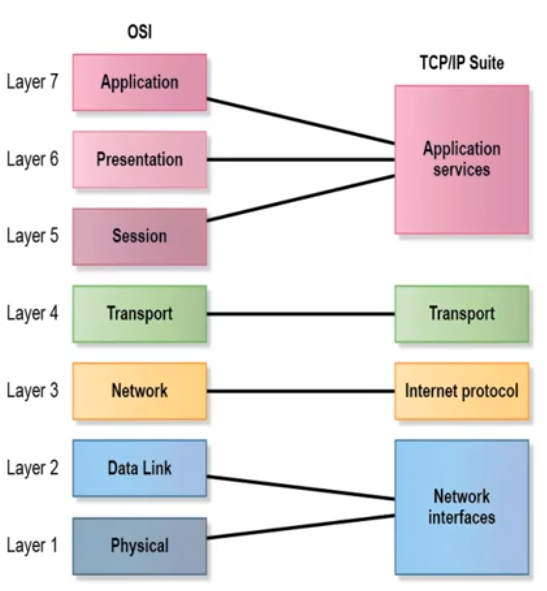 OSI
TCP/IP Suite
Layer 7
Application
Layer 6
Presentation
Application
services
Layer 5
Session
Layer 4
Transport
Transport
Layer 3
Network
Internet protocol
Layer 2
Data Link
Network
interfaces
Layer 1
Physical